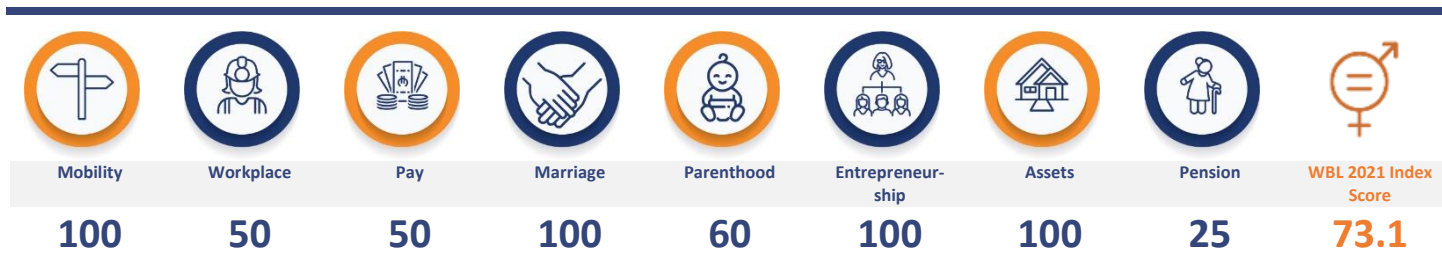 Mobility
Workplace
Pay
Marriage
Parenthood
Entrepreneur-
ship
Assets
Pension
WBL 2021 Index
Score
100
50
50
100
60
100
100
25
73.1